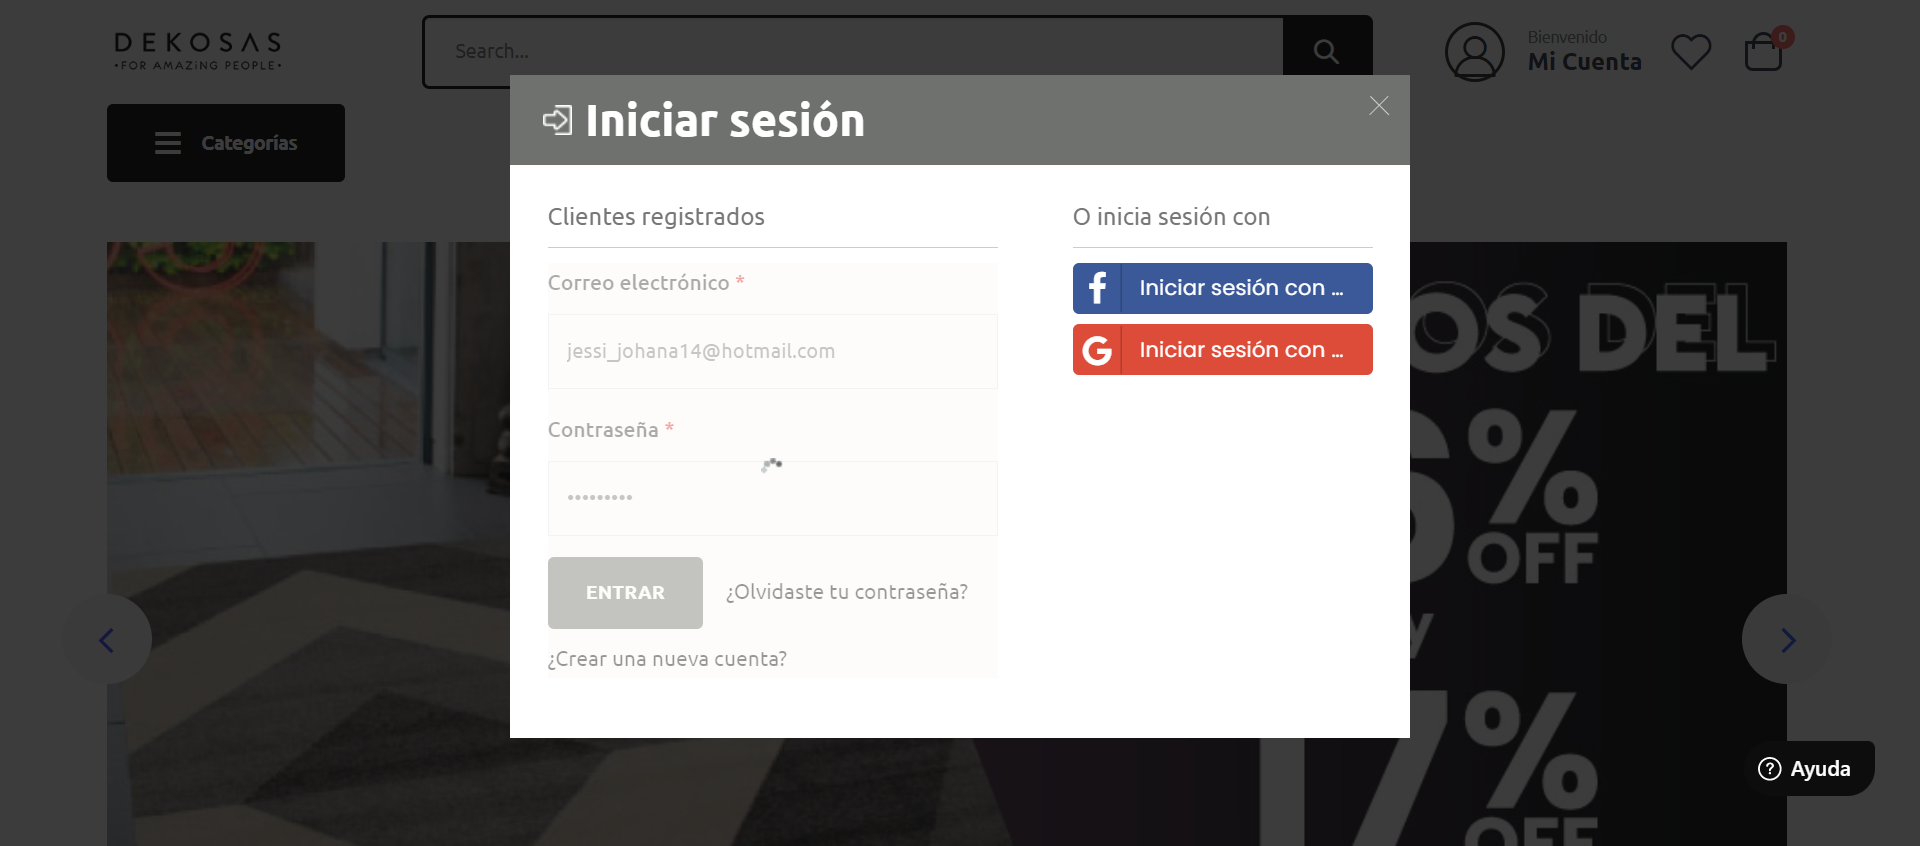 DEKOSAS
•FOR AMAZiNG PEOPLE•
Search...
Bienvenido
Mi Cuenta
0
Categorías
Iniciar sesión
Clientes registrados
Correo electrónico *
jessi_johana14@hotmail.com
Contraseña *
•••••••••
ENTRAR
¿Olvidaste tu contraseña?
¿Crear una nueva cuenta?
O inicia sesión con
Iniciar sesión con ...
Iniciar sesión con ...
OS DEL
6%
OFF
y
17%
OFF
Ayuda